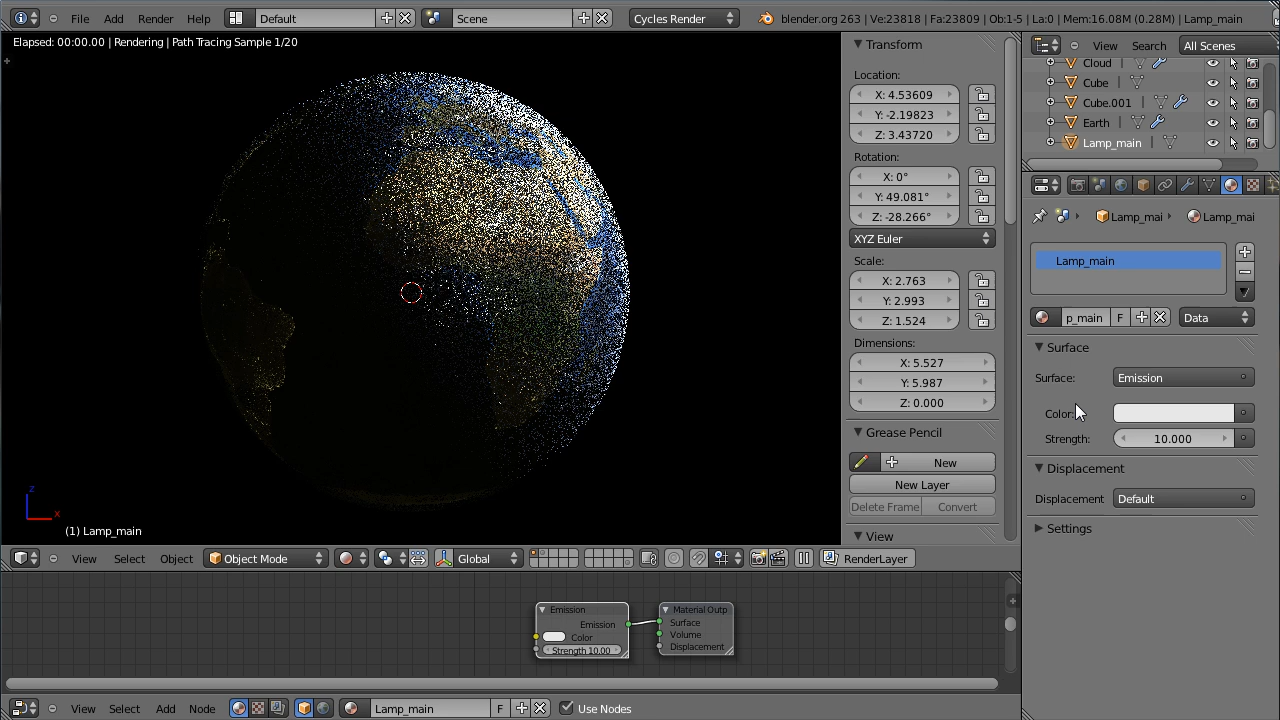 File Add Render Help Default Scene Cycles Render blender.org 263 | Ve:23818 | Fa:23809 | Ob:1-5 | La:0 | Mem:16.08M (0.28M) | Lamp_main
Elapsed: 00:00.00 | Rendering | Path Tracing Sample 1/20
Transform
Location:
X: 4.53609
Y: -2.19823
Z: 3.43720
Rotation:
X: 0°
Y: 49.081°
Z: -28.266°
XYZ Euler
Scale:
X: 2.763
Y: 2.993
Z: 1.524
Dimensions:
X: 5.527
Y: 5.987
Z: 0.000
Grease Pencil
New
New Layer
Delete Frame Convert
View
View Search All Scenes
Cloud
Cube
Cube.001
Earth
Lamp_main
Lamp_mai Lamp_mai
Lamp_main
p_main F Data
Surface
Surface: Emission
Color:
Strength: 10.000
Displacement
Displacement Default
Settings
z
x
(1) Lamp_main
View Select Object Object Mode Global RenderLayer
Emission
Emission
Color
Strength 10.00
Material Outp
Surface
Volume
Displacement
View Select Add Node Lamp_main F Use Nodes